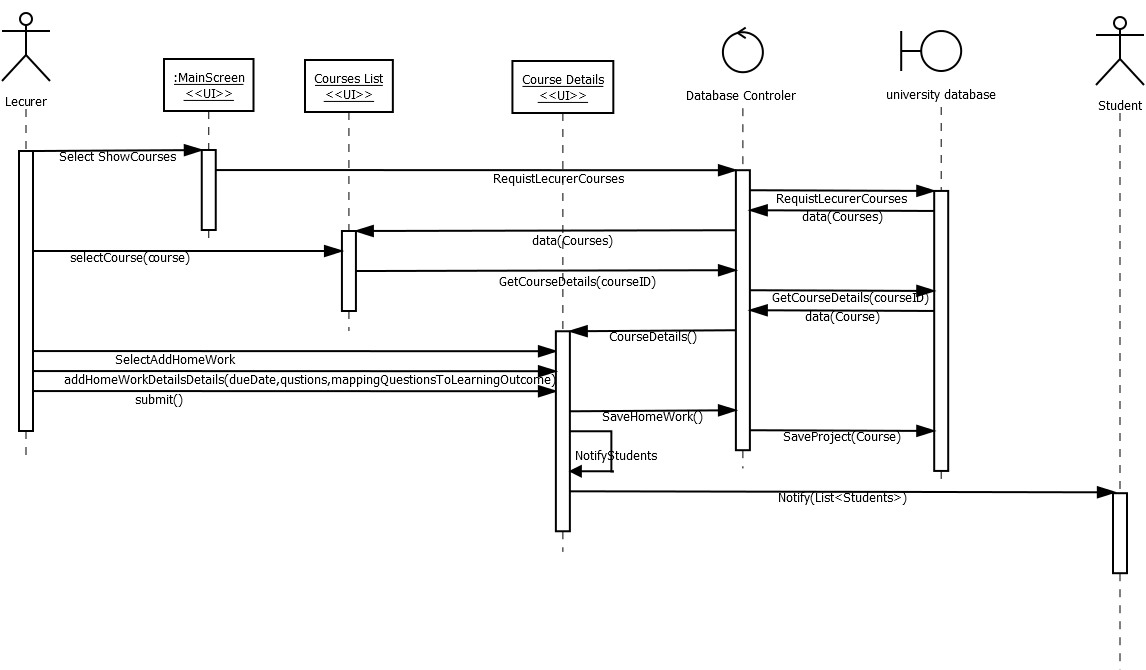 Lecurer
:MainScreen
<<UI>>
Courses List
<<UI>>
Course Details
<<UI>>
Database Controler
university database
Student
Select ShowCourses
RequistLecurerCourses
RequistLecurerCourses
data(Courses)
data(Courses)
selectCourse(course)
GetCourseDetails(courseID)
GetCourseDetails(courseID)
data(Course)
CourseDetails()
SelectAddHomeWork
addHomeWorkDetailsDetails(dueDate,qustions,mappingQuestionsToLearningOutcome)
submit()
SaveHomeWork()
SaveProject(Course)
NotifyStudents
Notify(List<Students>)